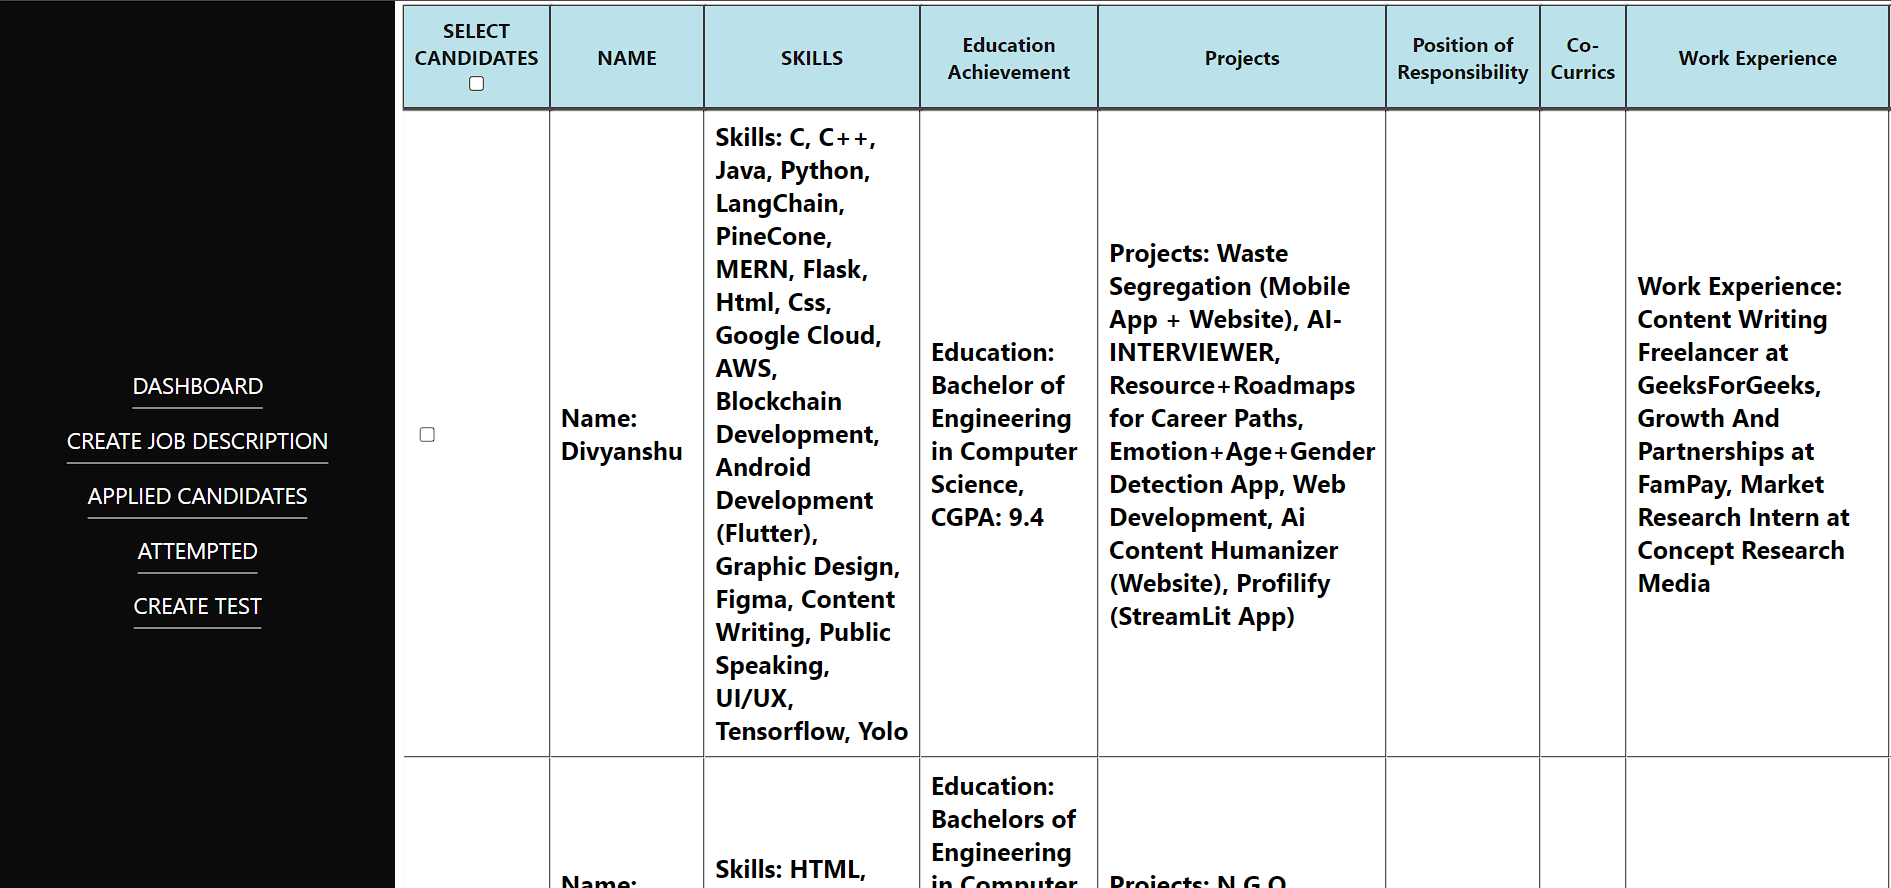 DASHBOARD
CREATE JOB DESCRIPTION
APPLIED CANDIDATES
ATTEMPTED
CREATE TEST
SELECT
CANDIDATES
NAME
SKILLS
Education
Achievement
Projects
Position of
Responsibility
Co-
Currics
Work Experience
Name:
Divyanshu
Skills: C, C++,
Java, Python,
LangChain,
PineCone,
MERN, Flask,
Html, Css,
Google Cloud,
AWS,
Blockchain
Development,
Android
Development
(Flutter),
Graphic Design,
Figma, Content
Writing, Public
Speaking,
UI/UX,
Tensorflow, Yolo
Education:
Bachelor of
Engineering
in Computer
Science,
CGPA: 9.4
Projects: Waste
Segregation (Mobile
App + Website), AI-
INTERVIEWER,
Resource+Roadmaps
for Career Paths,
Emotion+Age+Gender
Detection App, Web
Development, Ai
Content Humanizer
(Website), Profilify
(StreamLit App)
Work Experience:
Content Writing
Freelancer at
GeeksForGeeks,
Growth And
Partnerships at
FamPay, Market
Research Intern at
Concept Research
Media
Name:
Skills: HTML,
Education:
Bachelors of
Engineering
in Computer
Projects: N.G.O